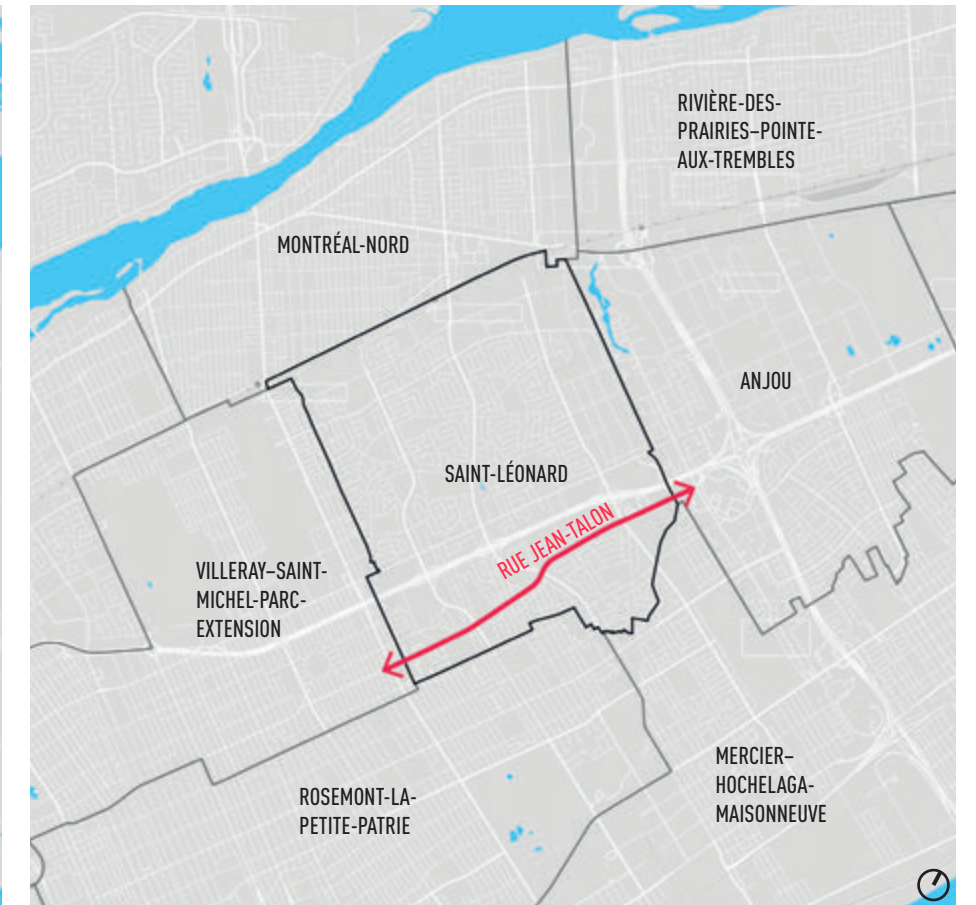 RIVIÈRE-DES-
PRAIRIES–POINTE-
AUX-TREMBLES
MONTRÉAL-NORD
ANJOU
SAINT-LÉONARD
RUE JEAN-TALON
VILLERAY–SAINT-
MICHEL-PARC-
EXTENSION
MERCIER–
HOCHELAGA-
MAISONNEUVE
ROSEMONT-LA-
PETITE-PATRIE